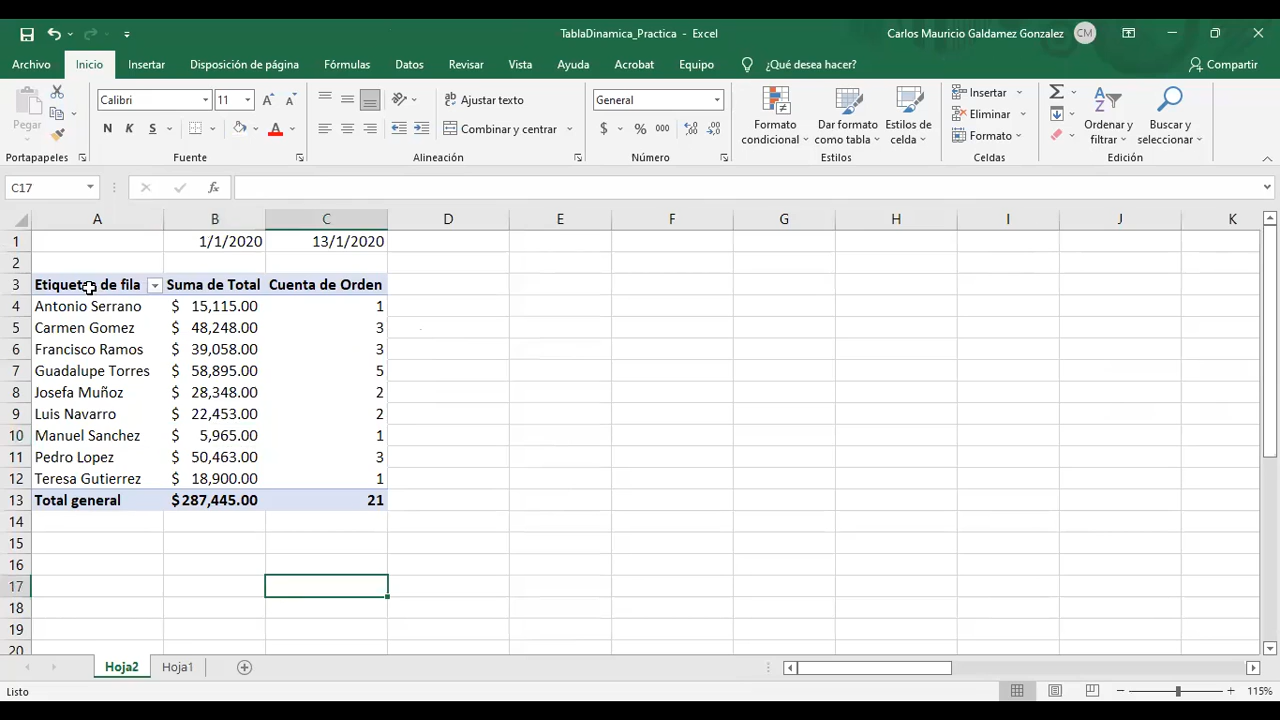 TablaDinamica_Practica - Excel
Carlos Mauricio Galdamez Gonzalez CM
Archivo Inicio Insertar Disposición de página Fórmulas Datos Revisar Vista Ayuda Acrobat Equipo ¿Qué desea hacer? Compartir
Pegar
Calibri 11
N K S
Ajustar texto
Combinar y centrar
General
$ % 000
Formato condicional
Dar formato como tabla
Estilos de celda
Insertar
Eliminar
Formato
Ordenar y filtrar
Buscar y seleccionar
Portapapeles Fuente Alineación Número Estilos Celdas Edición
C17 fx
A B C D E F G H I J K
1 1/1/2020 13/1/2020
2
3 Etiquetas de fila Suma de Total Cuenta de Orden
4 Antonio Serrano $ 15,115.00 1
5 Carmen Gomez $ 48,248.00 3
6 Francisco Ramos $ 39,058.00 3
7 Guadalupe Torres $ 58,895.00 5
8 Josefa Muñoz $ 28,348.00 2
9 Luis Navarro $ 22,453.00 2
10 Manuel Sanchez $ 5,965.00 1
11 Pedro Lopez $ 50,463.00 3
12 Teresa Gutierrez $ 18,900.00 1
13 Total general $287,445.00 21
14
15
16
17
18
19
20
Hoja2 Hoja1
Listo 115%